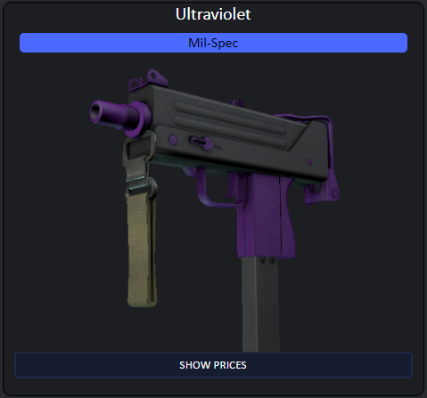 Ultraviolet
Mil-Spec
SHOW PRICES